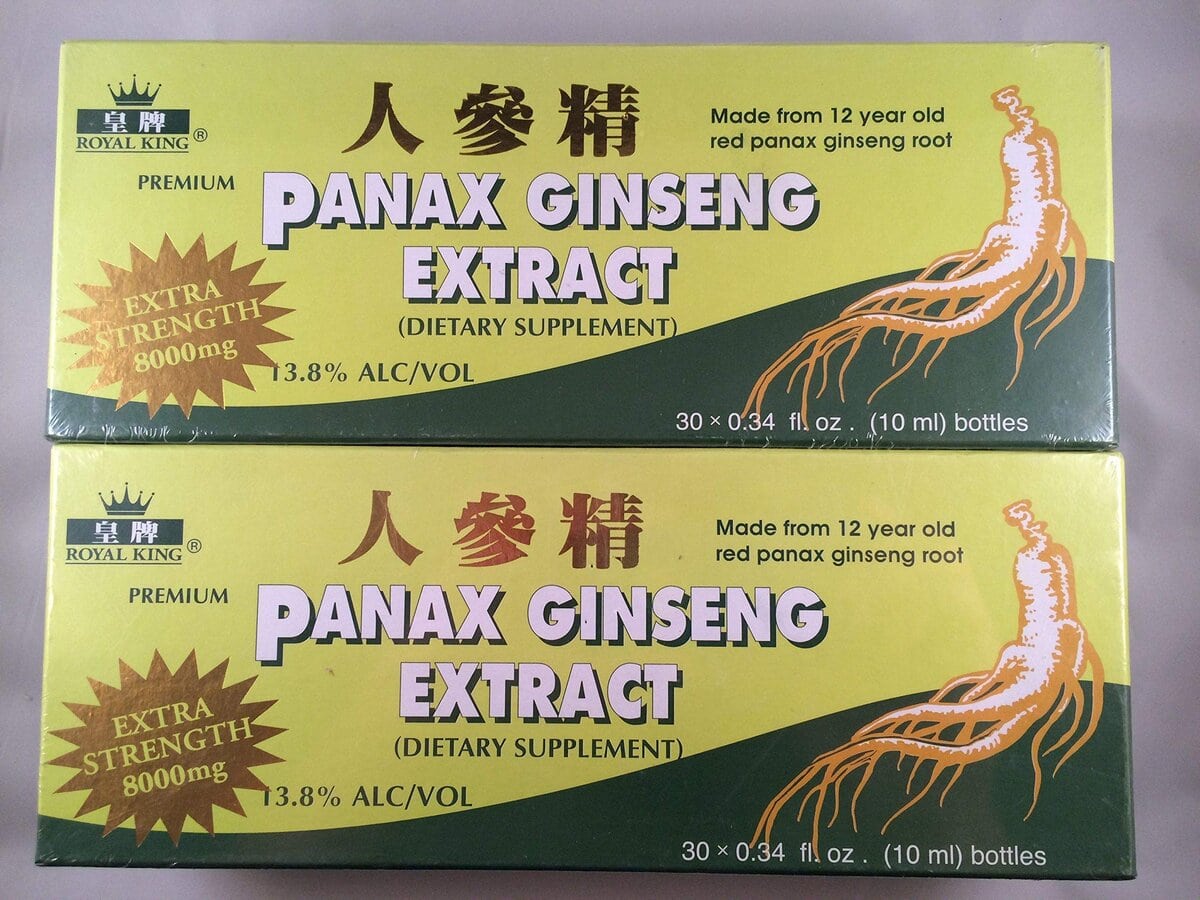 皇牌
ROYAL KING®
人參精
Made from 12 year old
red panax ginseng root
PREMIUM
PANAX GINSENG
EXTRACT
(DIETARY SUPPLEMENT)
EXTRA
STRENGTH
8000mg
13.8% ALC/VOL
30 × 0.34 fl. oz . (10 ml) bottles
皇牌
ROYAL KING®
人參精
Made from 12 year old
red panax ginseng root
PREMIUM
PANAX GINSENG
EXTRACT
(DIETARY SUPPLEMENT)
EXTRA
STRENGTH
8000mg
13.8% ALC/VOL
30 × 0.34 fl. oz . (10 ml) bottles